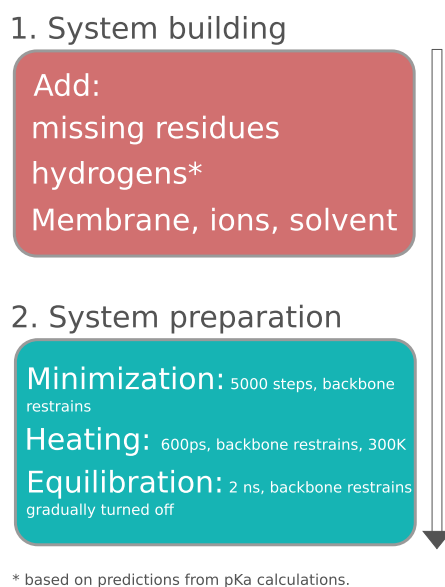 1. System building
Add:
missing residues
hydrogens*
Membrane, ions, solvent
2. System preparation
Minimization: 5000 steps, backbone
restrains
Heating: 600ps, backbone restrains, 300K
Equilibration: 2 ns, backbone restrains
gradually turned off
* based on predictions from pKa calculations.